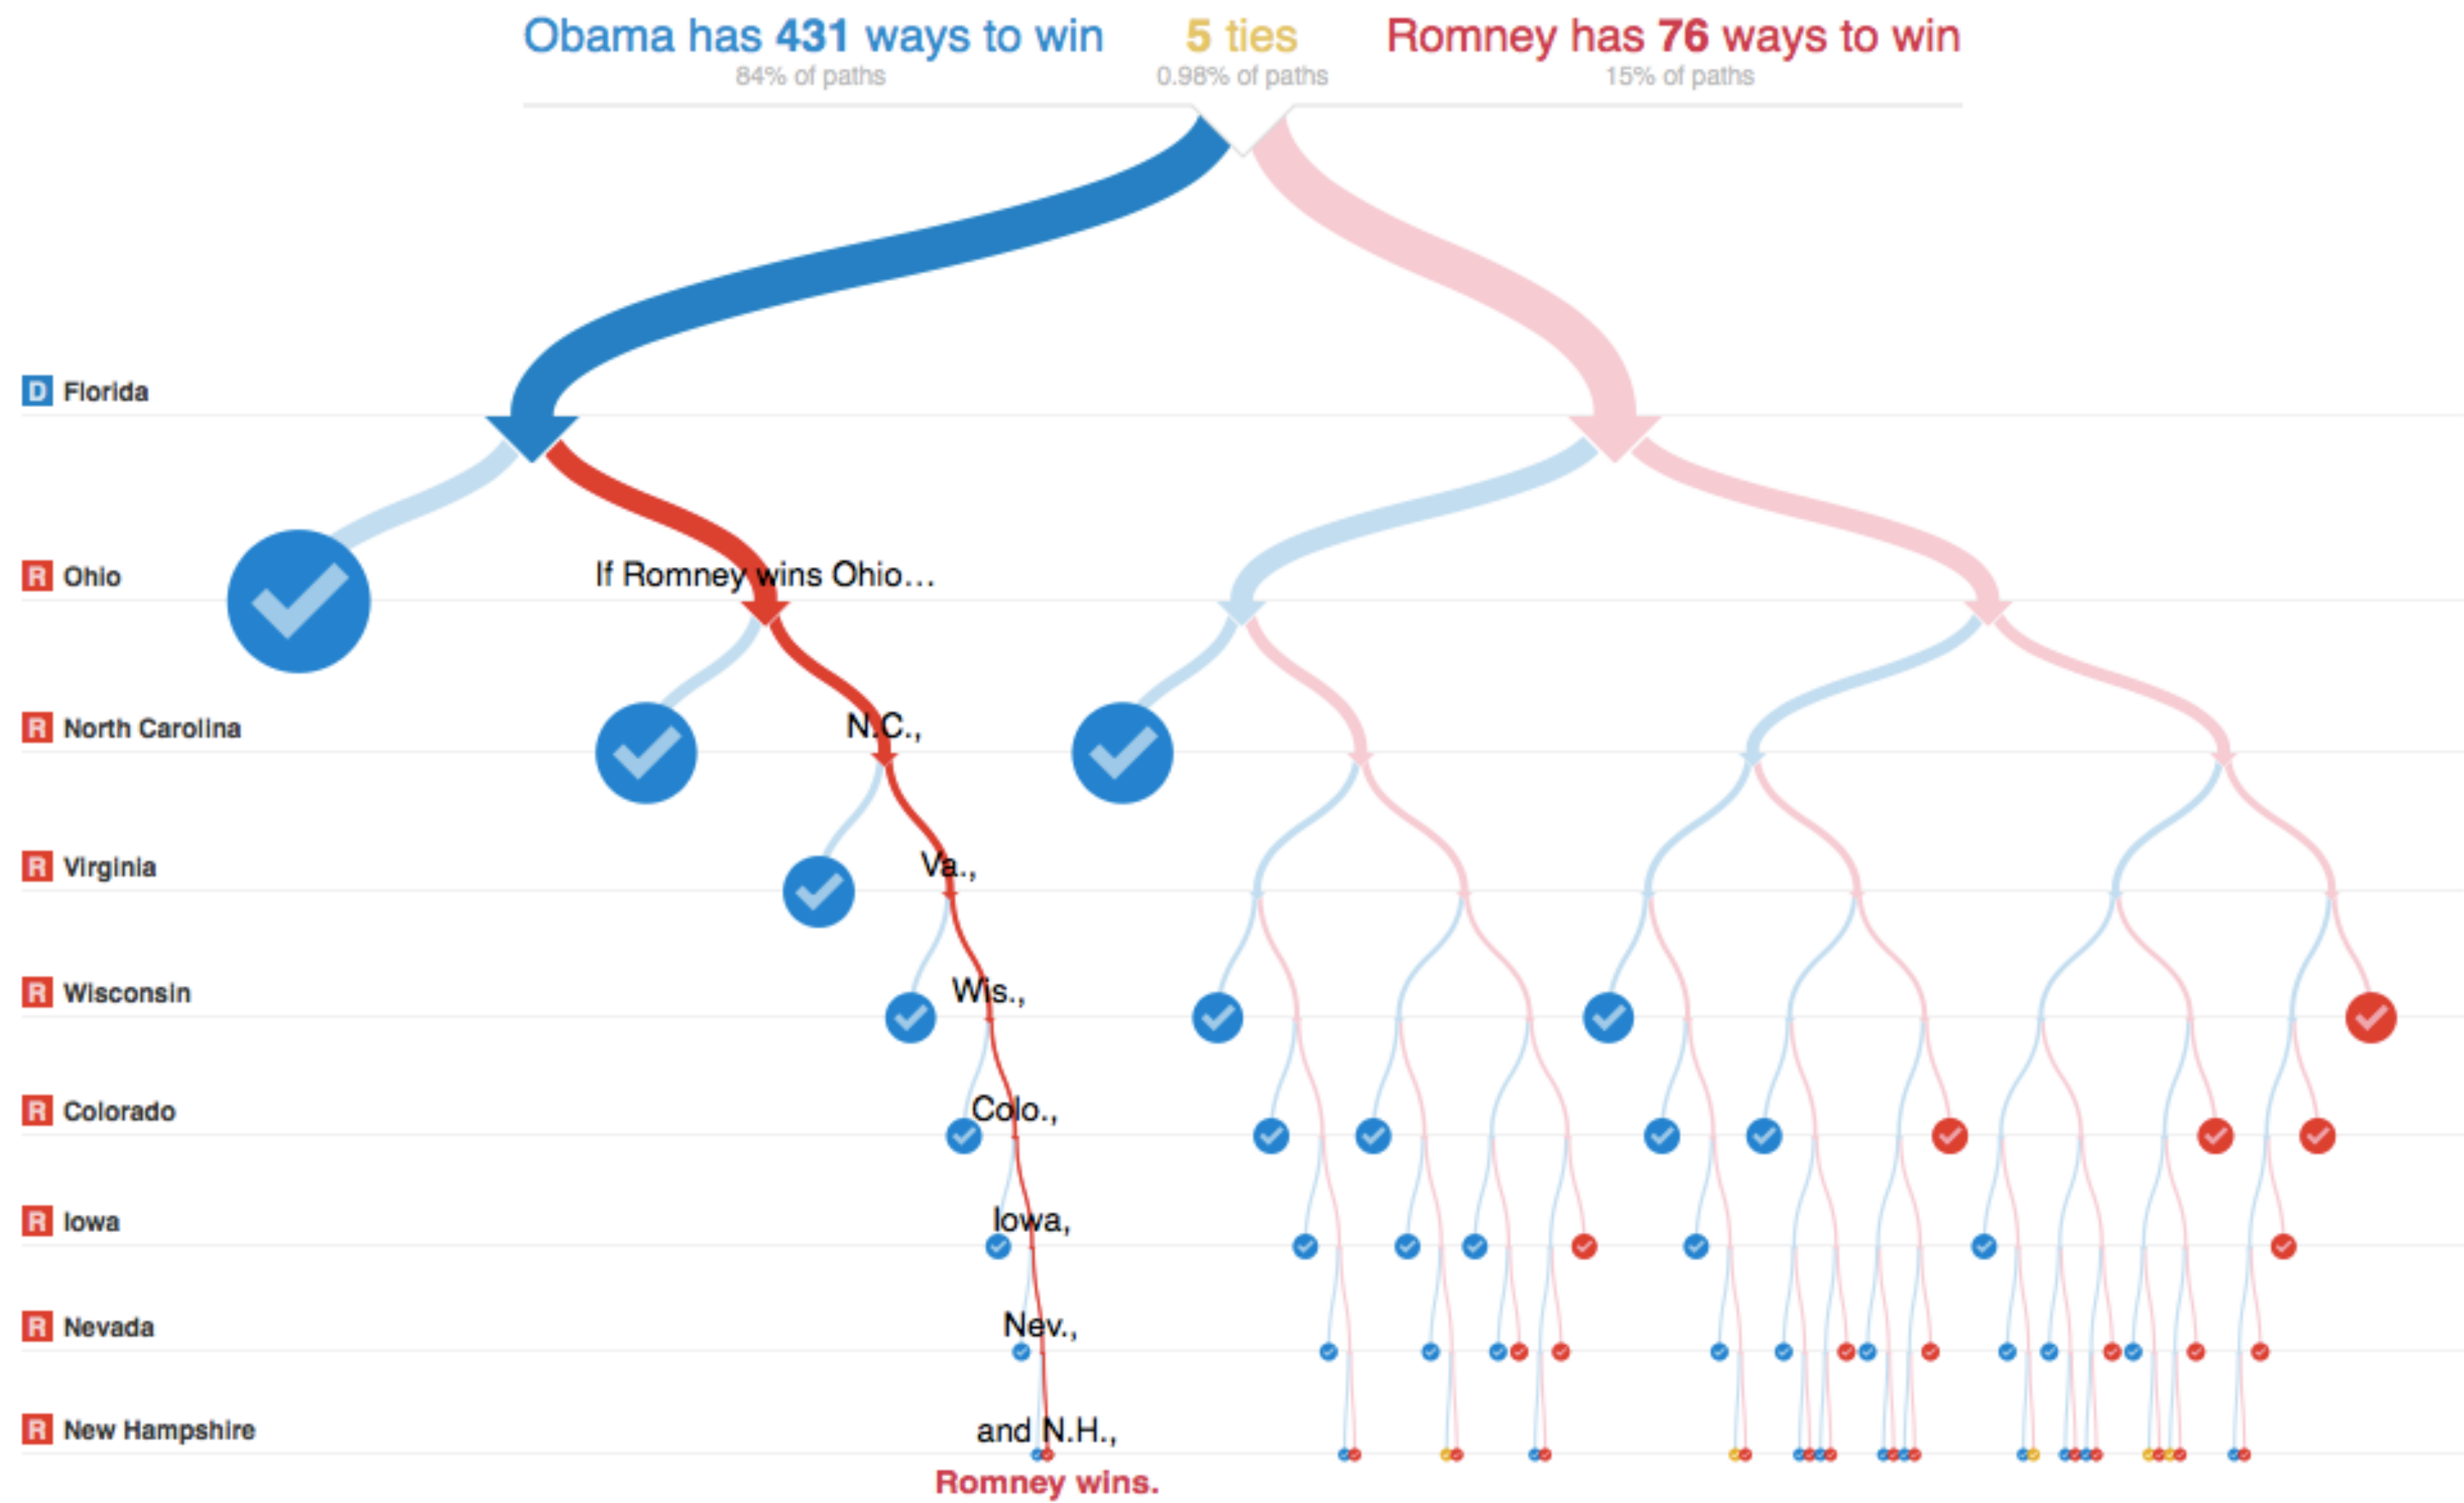 Obama has 431 ways to win
84% of paths
5 ties
0.98% of paths
Romney has 76 ways to win
15% of paths
D Florida
R Ohio
If Romney wins Ohio…
R North Carolina
N.C.,
R Virginia
Va.,
R Wisconsin
Wis.,
R Colorado
Colo.,
R Iowa
Iowa,
R Nevada
Nev.,
R New Hampshire
and N.H.,
Romney wins.